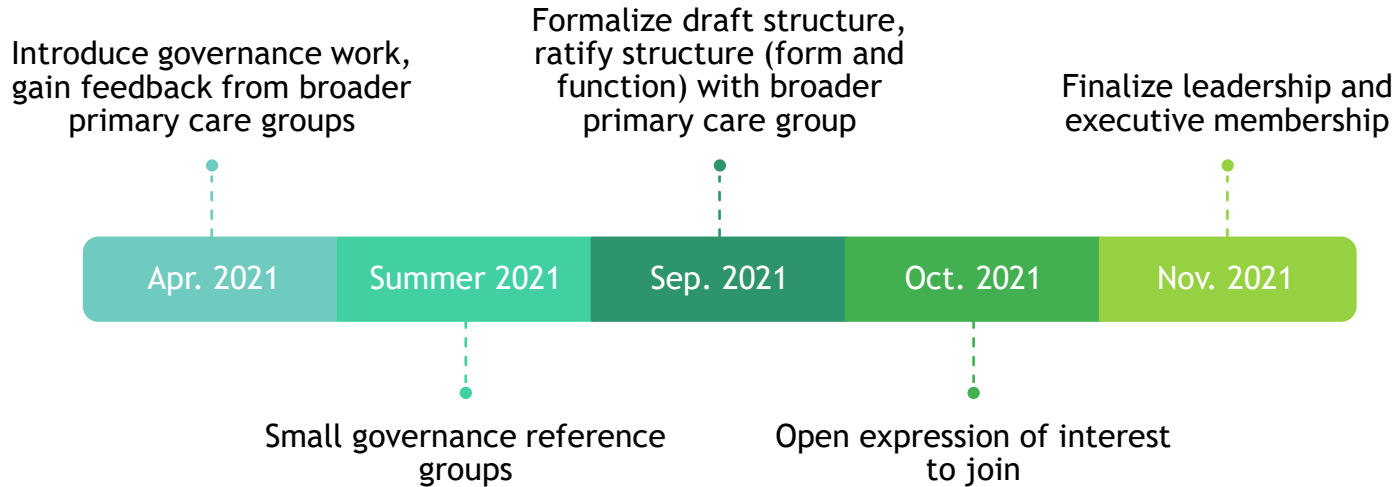 Introduce governance work,
gain feedback from broader
primary care groups
Formalize draft structure,
ratify structure (form and
function) with broader
primary care group
Finalize leadership and
executive membership
Apr. 2021
Summer 2021
Sep. 2021
Oct. 2021
Nov. 2021
Small governance reference
groups
Open expression of interest
to join